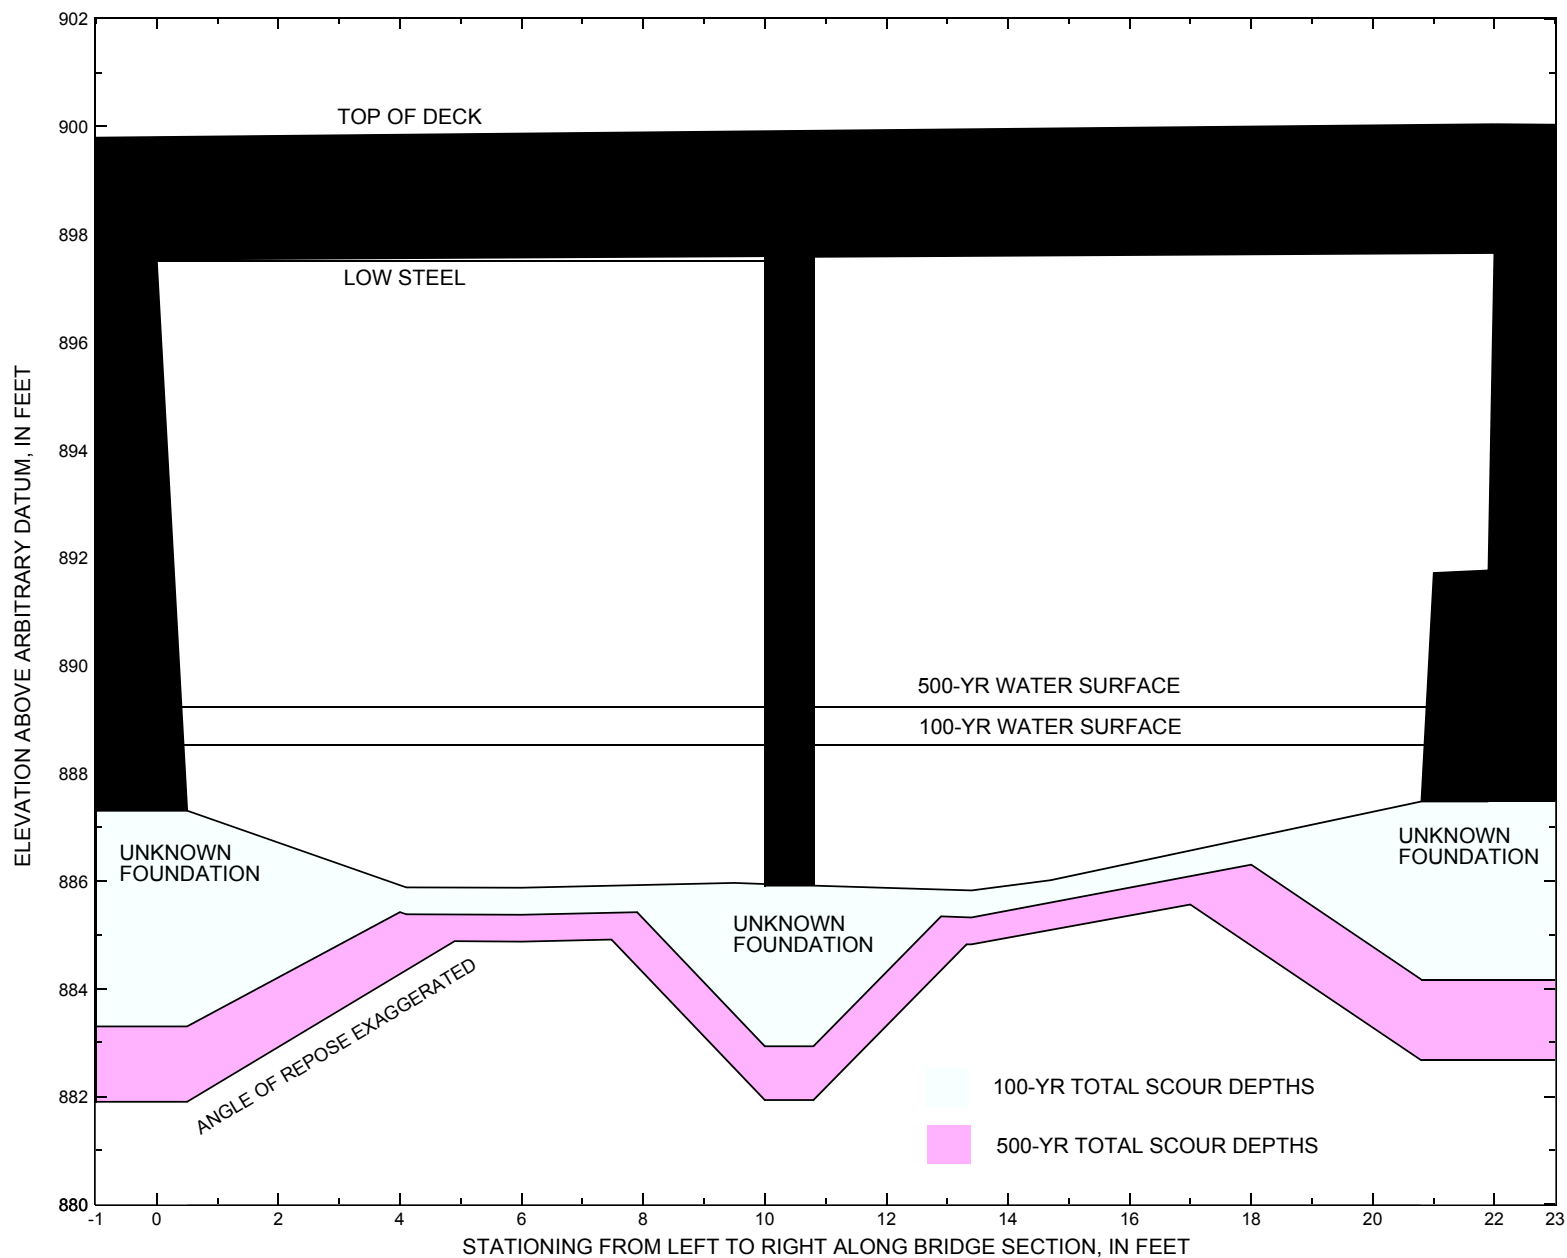 902
900
898
896
894
892
890
888
886
884
882
880
TOP OF DECK
LOW STEEL
500-YR WATER SURFACE
100-YR WATER SURFACE
UNKNOWN
FOUNDATION
UNKNOWN
FOUNDATION
UNKNOWN
FOUNDATION
ANGLE OF REPOSE EXAGGERATED
100-YR TOTAL SCOUR DEPTHS
500-YR TOTAL SCOUR DEPTHS
-1 0 2 4 6 8 10 12 14 16 18 20 22 23
STATIONING FROM LEFT TO RIGHT ALONG BRIDGE SECTION, IN FEET
ELEVATION ABOVE ARBITRARY DATUM, IN FEET